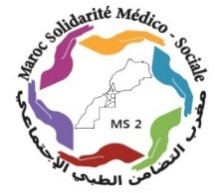 Maroc Solidarité Médico - Sociale
MS 2
مغرب التضامن الطبي الإجتماعي